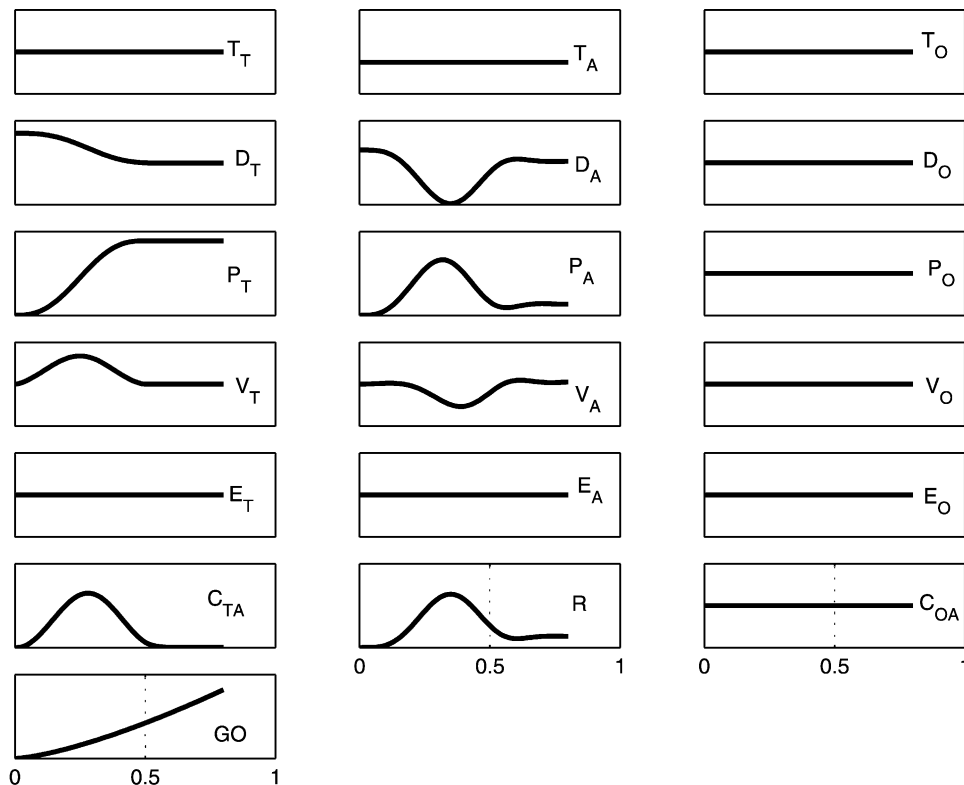 T_T T_A T_O
D_T D_A D_O
P_T P_A P_O
V_T V_A V_O
E_T E_A E_O
C_TA R C_OA
0 0.5 1 0 0.5 1
GO
0 0.5 1